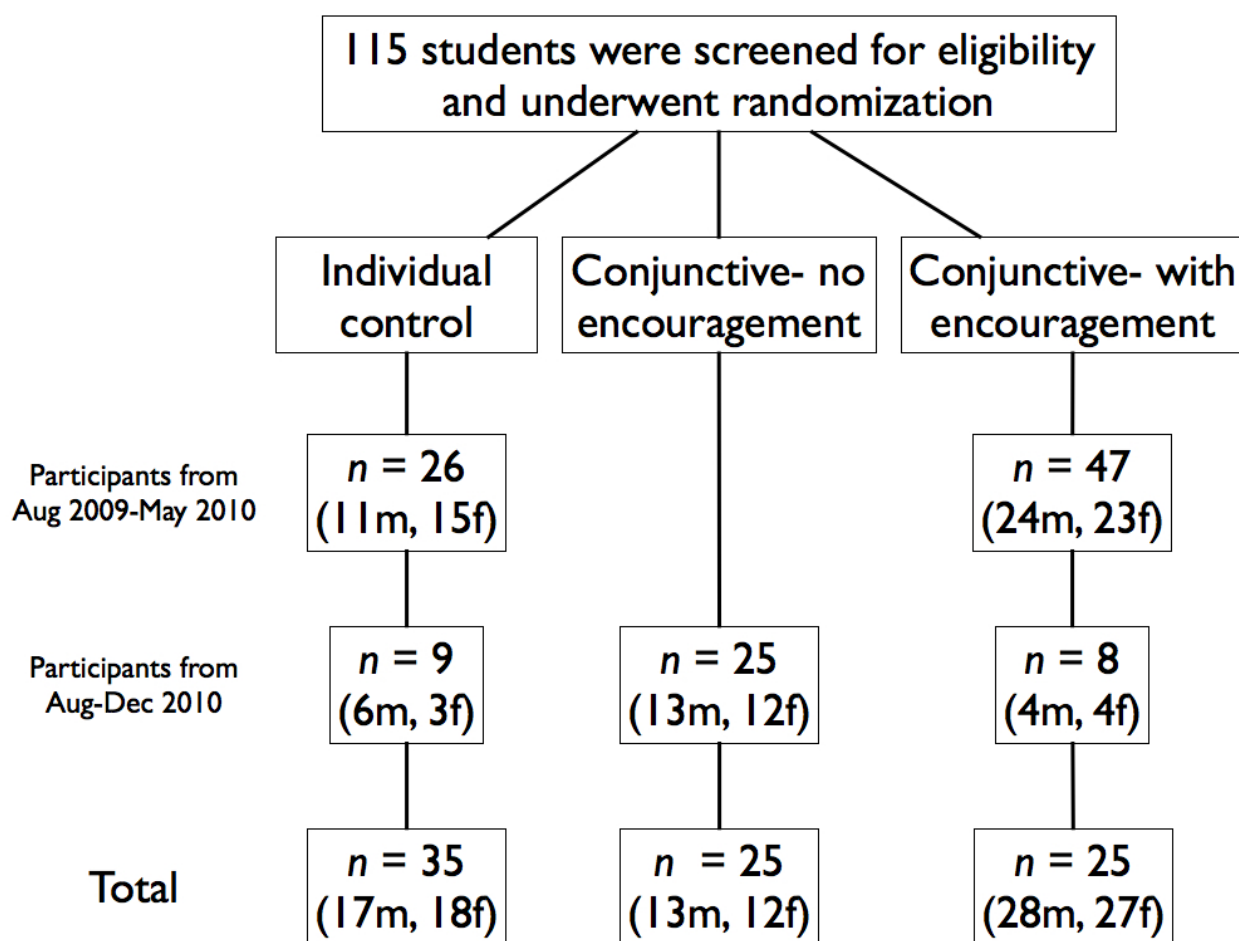 115 students were screened for eligibility
and underwent randomization
Individual
control
Conjunctive- no
encouragement
Conjunctive- with
encouragement
Participants from
Aug 2009-May 2010
n = 26
(11m, 15f)
n = 47
(24m, 23f)
Participants from
Aug-Dec 2010
n = 9
(6m, 3f)
n = 25
(13m, 12f)
n = 8
(4m, 4f)
Total
n = 35
(17m, 18f)
n = 25
(13m, 12f)
n = 25
(28m, 27f)